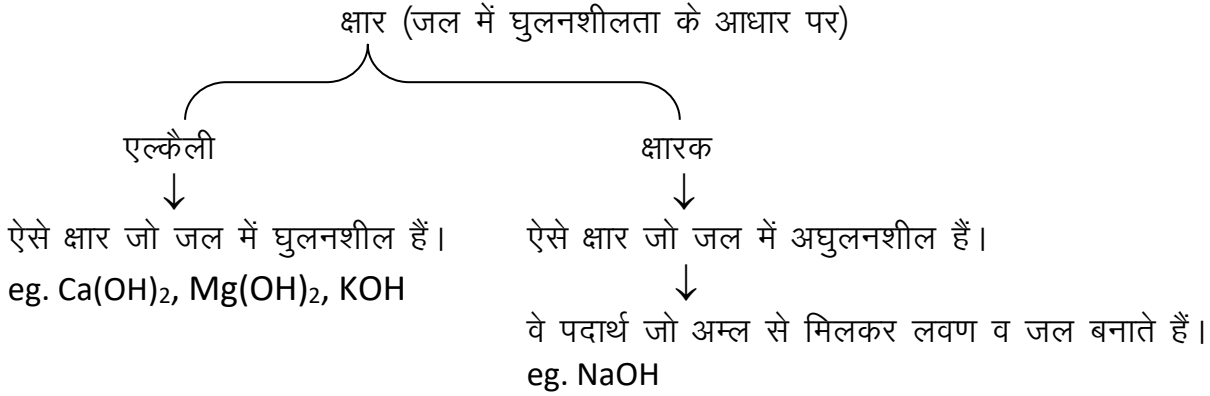 क्षार (जल में घुलनशीलता के आधार पर)
एल्कैली
क्षारक
ऐसे क्षार जो जल में घुलनशील हैं।
ऐसे क्षार जो जल में अघुलनशील हैं।
eg. Ca(OH)₂, Mg(OH)₂, KOH
वे पदार्थ जो अम्ल से मिलकर लवण व जल बनाते हैं।
eg. NaOH